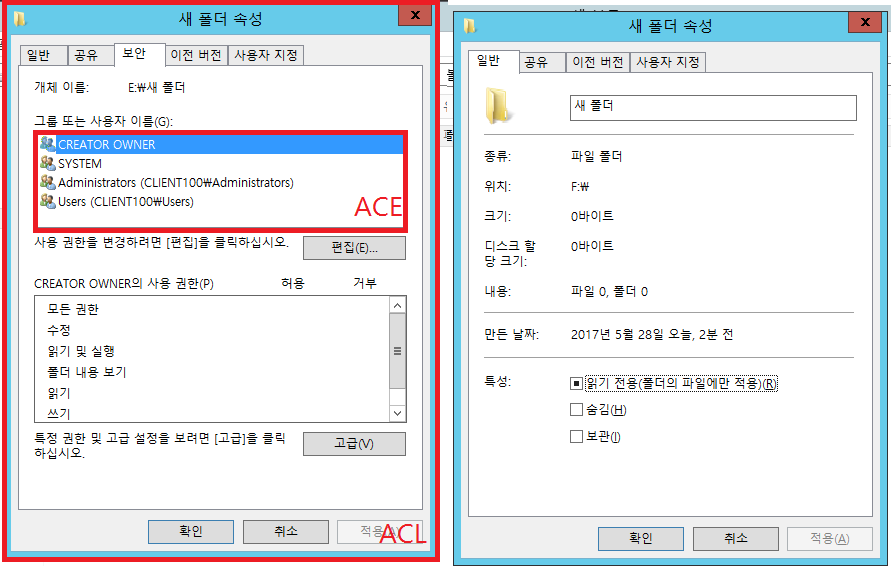 새 폴더 속성
x
일반
공유
보안
이전 버전
사용자 지정
개체 이름:
E:₩새 폴더
그룹 또는 사용자 이름(G):
CREATOR OWNER
SYSTEM
Administrators (CLIENT100₩Administrators)
Users (CLIENT100₩Users)
ACE
사용 권한을 변경하려면 [편집]을 클릭하십시오.
편집(E)...
CREATOR OWNER의 사용 권한(P)
허용
거부
모든 권한
수정
읽기 및 실행
폴더 내용 보기
읽기
쓰기
특정 권한 및 고급 설정을 보려면 [고급]을 클릭
하십시오.
고급(V)
확인
취소
적용(A)
ACL
새 폴더 속성
x
일반
공유
이전 버전
사용자 지정
새 폴더
종류:
파일 폴더
위치:
F:₩
크기:
0바이트
디스크 할
당 크기:
0바이트
내용:
파일 0, 폴더 0
만든 날짜:
2017년 5월 28일 오늘, 2분 전
특성:
읽기 전용(폴더의 파일에만 적용)(R)
숨김(H)
보관(I)
확인
취소
적용(A)